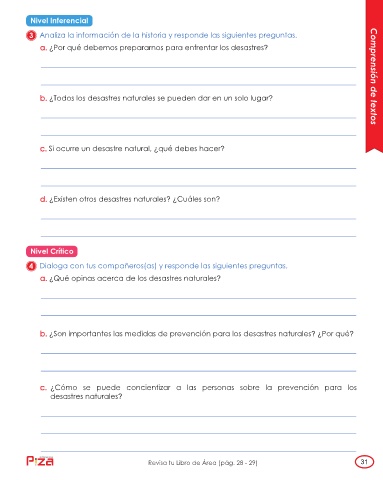 Nivel Inferencial
3 Analiza la información de la historia y responde las siguientes preguntas.
a. ¿Por qué debemos prepararnos para enfrentar los desastres?
b. ¿Todos los desastres naturales se pueden dar en un solo lugar?
c. Si ocurre un desastre natural, ¿qué debes hacer?
d. ¿Existen otros desastres naturales? ¿Cuáles son?
Nivel Crítico
4 Dialoga con tus compañeros(as) y responde las siguientes preguntas.
a. ¿Qué opinas acerca de los desastres naturales?
b. ¿Son importantes las medidas de prevención para los desastres naturales? ¿Por qué?
c. ¿Cómo se puede concientizar a las personas sobre la prevención para los
desastres naturales?
Comprensión de textos
Revisa tu Libro de Área (pág. 28 - 29)
31